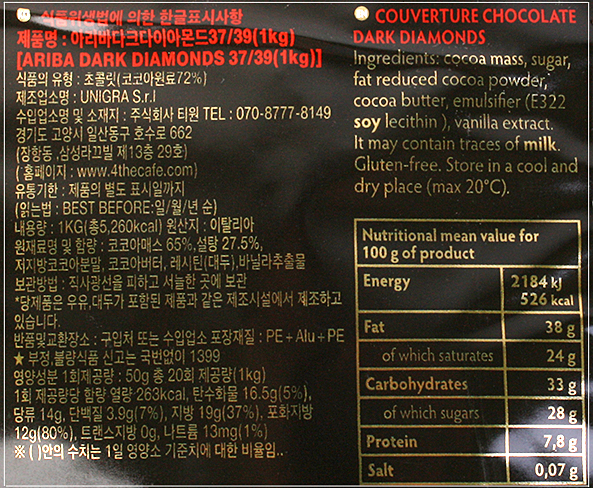 식품위생법에 의한 한글표시사항
제품명 : 아리바다크다이아몬드37/39(1kg)
[ARIBA DARK DIAMONDS 37/39(1kg)]
식품의 유형 : 초콜릿(코코아원료72%)
제조업소명 : UNIGRA S.r.l
수입업소명 및 소재지 : 주식회사 티원 TEL : 070-8777-8149
경기도 고양시 일산동구 호수로 662
(장항동 ,삼성라끄빌 제13층 29호)
( 홈페이지 : www.4thecafe.com)
유통기한 : 제품의 별도 표시일까지
(읽는법 : BEST BEFORE:일/월/년 순)
내용량 : 1KG(총5,260kcal) 원산지 : 이탈리아
원재료명 및 함량 : 코코아매스 65%,설탕 27.5%,
저지방코코아분말, 코코아버터, 레시틴(대두),바닐라추출물
보관방법 : 직사광선을 피하고 서늘한 곳에 보관
*당제품은 우유,대두가 포함된 제품과 같은 제조시설에서 제조하고
있습니다.
반품및교환장소 : 구입처 또는 수입업소 포장재질 : PE+Alu+PE
★ 부정,불량식품 신고는 국번없이 1399
영양성분 1회제공량 : 50g 총 20회 제공량(1kg)
1회 제공량당 함량 열량 263kcal, 탄수화물 16.5g(5%),
당류 14g, 단백질 3.9g(7%), 지방 19g(37%), 포화지방
12g(80%), 트랜스지방 0g, 나트륨 13mg(1%)
※ ( )안의 수치는 1일 영양소 기준치에 대한 비율임..
COUVERTURE CHOCOLATE
DARK DIAMONDS
Ingredients: cocoa mass, sugar,
fat reduced cocoa powder,
cocoa butter, emulsifier (E322
soy lecithin ), vanilla extract.
It may contain traces of milk.
Gluten-free. Store in a cool and
dry place (max 20°C).
Nutritional mean value for
100 g of product
Energy 2184 kJ
526 kcal
Fat 38 g
of which saturates 24 g
Carbohydrates 33 g
of which sugars 28 g
Protein 7,8 g
Salt 0,07 g